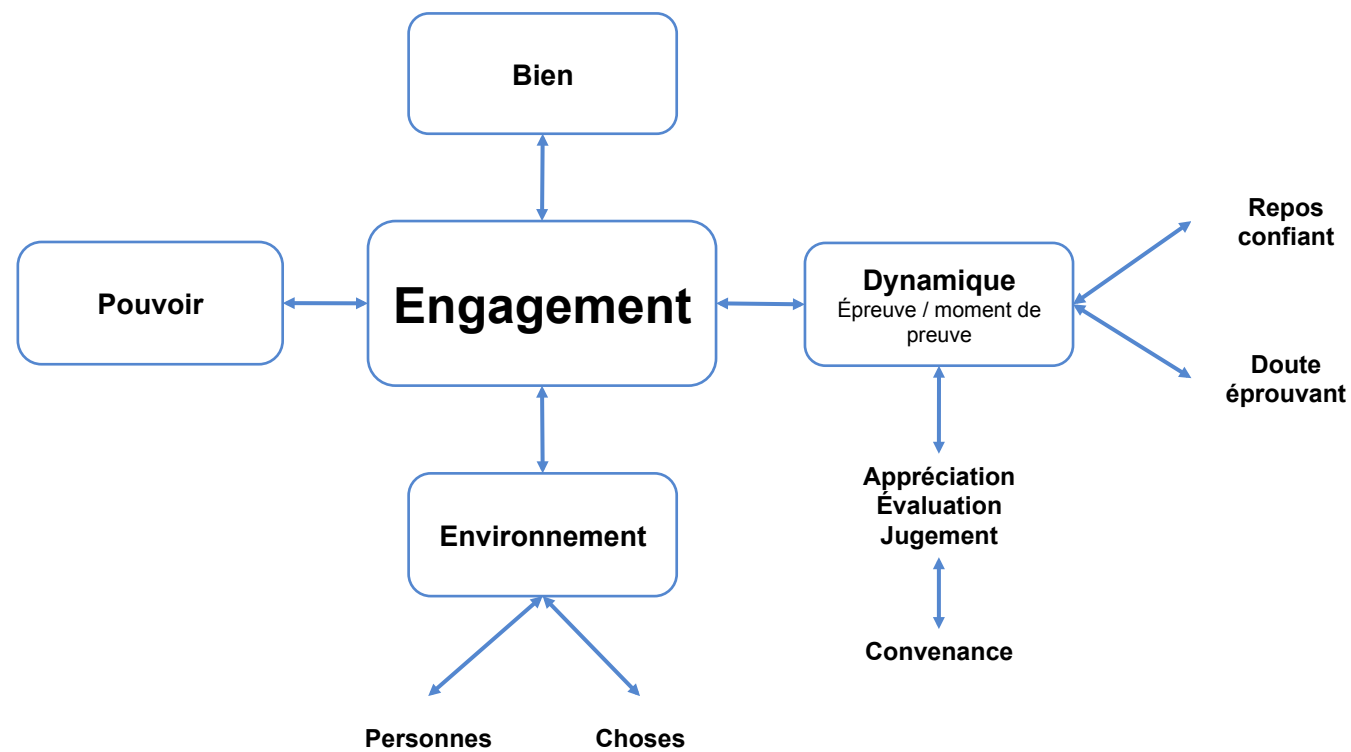 Bien
Repos
confiant
Pouvoir
Engagement
Dynamique
Épreuve / moment de
preuve
Doute
éprouvant
Appréciation
Évaluation
Jugement
Environnement
Convenance
Personnes
Choses